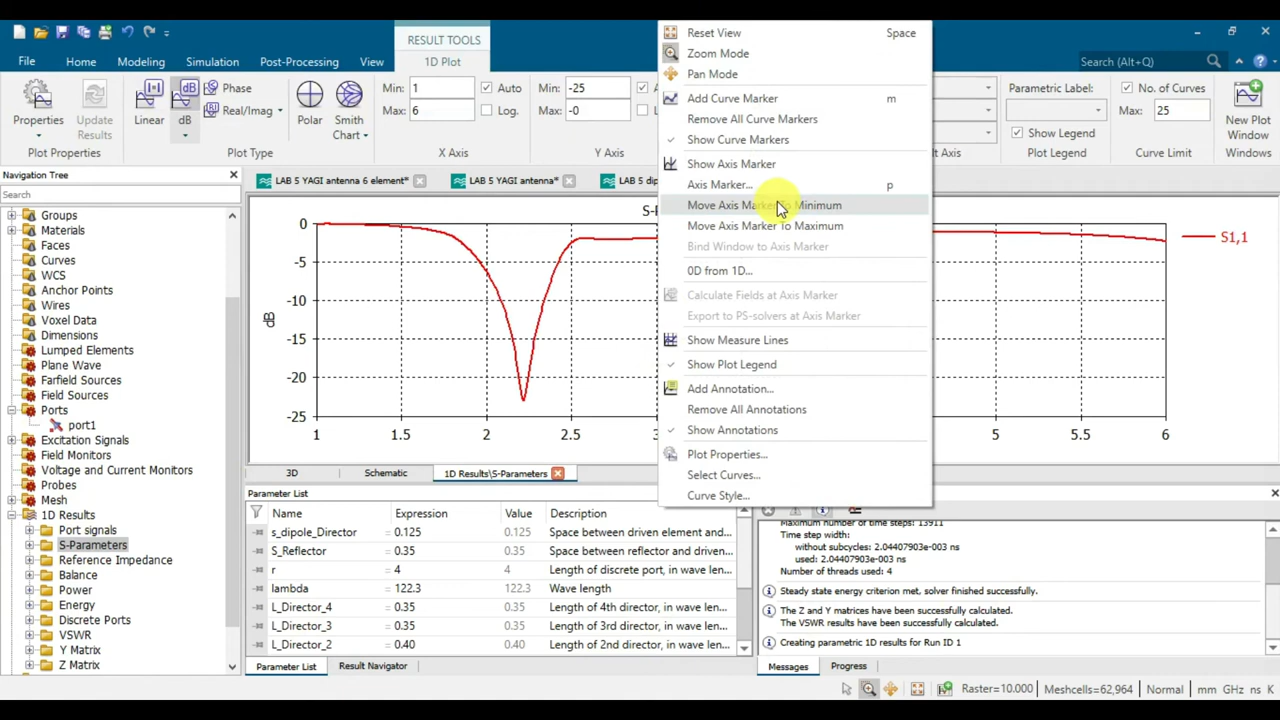 RESULT TOOLS
File
Home
Modeling
Simulation
Post-Processing
View
1D Plot
Search (Alt+Q)
Properties
Update
Results
Plot Properties
Linear
dB
Phase
Real/Imag
Polar
Smith
Chart
Plot Type
Min: 1
Auto
Max: 6
Log.
X Axis
Min: -25
Max: -0
Y Axis
lt Axis
Parametric Label:
Show Legend
Plot Legend
No. of Curves
Max: 25
Curve Limit
New Plot
Window
Windows
Reset View Space
Zoom Mode
Pan Mode
Add Curve Marker m
Remove All Curve Markers
Show Curve Markers
Show Axis Marker
Axis Marker... p
Move Axis Marker To Minimum
Move Axis Marker To Maximum
Bind Window to Axis Marker
0D from 1D...
Calculate Fields at Axis Marker
Export to PS-solvers at Axis Marker
Show Measure Lines
Show Plot Legend
Add Annotation...
Remove All Annotations
Show Annotations
Plot Properties...
Select Curves...
Curve Style...
Navigation Tree
Search
Groups
Materials
Faces
Curves
WCS
Anchor Points
Wires
Voxel Data
Dimensions
Lumped Elements
Plane Wave
Farfield Sources
Field Sources
Ports
port1
Excitation Signals
Field Monitors
Voltage and Current Monitors
Probes
Mesh
1D Results
Port signals
S-Parameters
Reference Impedance
Balance
Power
Energy
Discrete Ports
VSWR
Y Matrix
Z Matrix
LAB 5 YAGI antenna 6 element*
LAB 5 YAGI antenna*
LAB 5 dip
0
-5
-10
-15
-20
-25
dB
1 1.5 2 2.5 3 5 5.5 6
S1,1
3D
Schematic
1D Results\S-Parameters
Parameter List
Name Expression Value Description
s_dipole_Director = 0.125 0.125 Space between driven element and...
S_Reflector = 0.35 0.35 Space between reflector and driven...
r = 4 4 Length of discrete port, in wave len...
lambda = 122.3 122.3 Wave length
L_Director_4 = 0.35 0.35 Length of 4th director, in wave len...
L_Director_3 = 0.35 0.35 Length of 3rd director, in wave len...
L_Director_2 = 0.40 0.40 Length of 2nd director, in wave len...
Parameter List
Result Navigator
Maximum number of time steps: 13911
Time step width:
without subcycles: 2.04407903e-003 ns
used: 2.04407903e-003 ns
Number of threads used: 4
Steady state energy criterion met, solver finished successfully.
The Z and Y matrices have been successfully calculated.
The VSWR results have been successfully calculated.
Creating parametric 1D results for Run ID 1
Messages
Progress
Raster=10.000 Meshcells=62,964 Normal mm GHz ns K